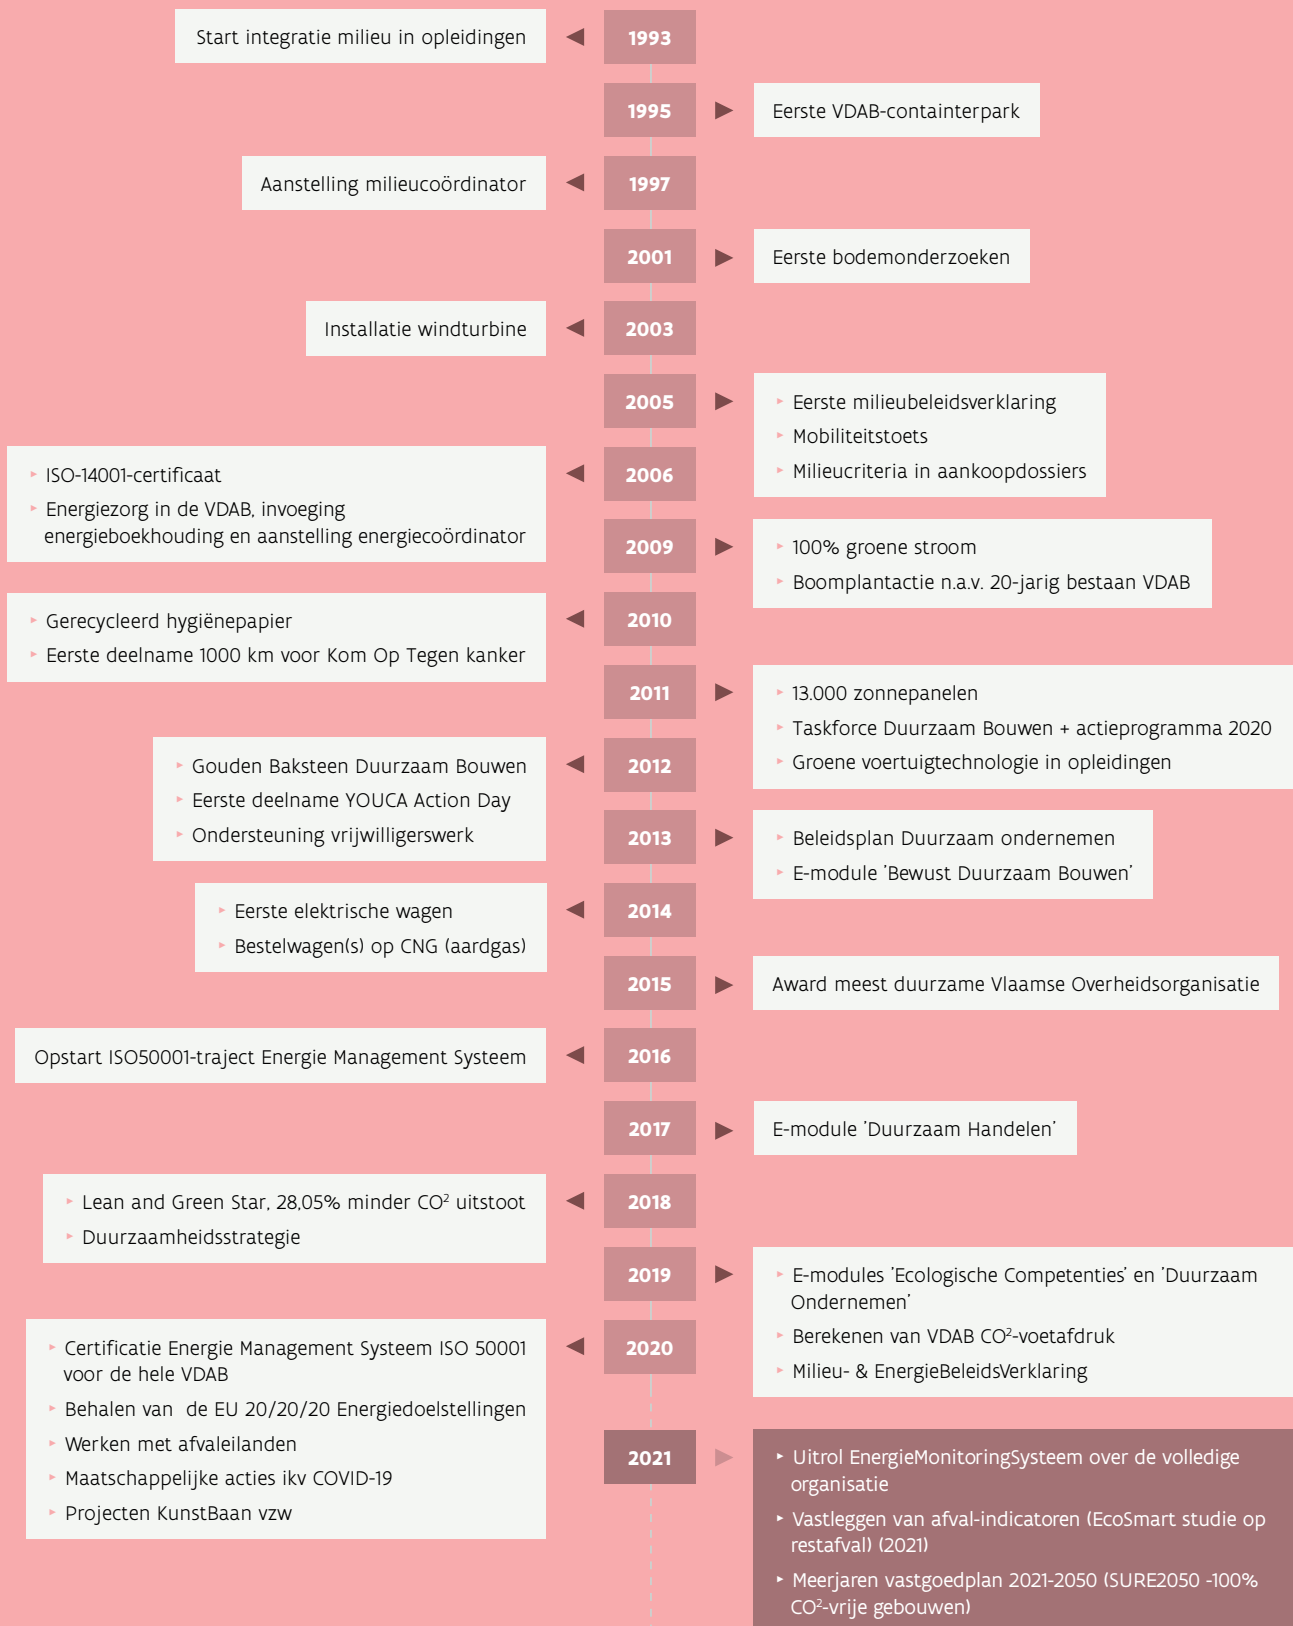 1993
Start integratie milieu in opleidingen
1995
Eerste VDAB-containterpark
1997
Aanstelling milieucoördinator
2001
Eerste bodemonderzoeken
2003
Installatie windturbine
2005
‣ Eerste milieubeleidsverklaring
‣ Mobiliteitstoets
‣ Milieucriteria in aankoopdossiers
2006
‣ ISO-14001-certificaat
‣ Energiezorg in de VDAB, invoeging
energieboekhouding en aanstelling energiecoördinator
2009
‣ 100% groene stroom
‣ Boomplantactie n.a.v. 20-jarig bestaan VDAB
2010
‣ Gerecycleerd hygiënepapier
‣ Eerste deelname 1000 km voor Kom Op Tegen kanker
2011
‣ 13.000 zonnepanelen
‣ Taskforce Duurzaam Bouwen + actieprogramma 2020
‣ Groene voertuigtechnologie in opleidingen
2012
‣ Gouden Baksteen Duurzaam Bouwen
‣ Eerste deelname YOUCA Action Day
‣ Ondersteuning vrijwilligerswerk
2013
‣ Beleidsplan Duurzaam ondernemen
‣ E-module 'Bewust Duurzaam Bouwen'
2014
‣ Eerste elektrische wagen
‣ Bestelwagen(s) op CNG (aardgas)
2015
Award meest duurzame Vlaamse Overheidsorganisatie
2016
Opstart ISO50001-traject Energie Management Systeem
2017
E-module 'Duurzaam Handelen'
2018
‣ Lean and Green Star, 28,05% minder CO² uitstoot
‣ Duurzaamheidsstrategie
2019
‣ E-modules 'Ecologische Competenties' en 'Duurzaam
Ondernemen'
‣ Berekenen van VDAB CO²-voetafdruk
‣ Milieu- & EnergieBeleidsVerklaring
2020
‣ Certificatie Energie Management Systeem ISO 50001
voor de hele VDAB
‣ Behalen van de EU 20/20/20 Energiedoelstellingen
‣ Werken met afvaleilanden
‣ Maatschappelijke acties ikv COVID-19
‣ Projecten KunstBaan vzw
2021
‣ Uitrol EnergieMonitoringSysteem over de volledige
organisatie
‣ Vastleggen van afval-indicatoren (EcoSmart studie op
restafval) (2021)
‣ Meerjaren vastgoedplan 2021-2050 (SURE2050 -100%
CO²-vrije gebouwen)